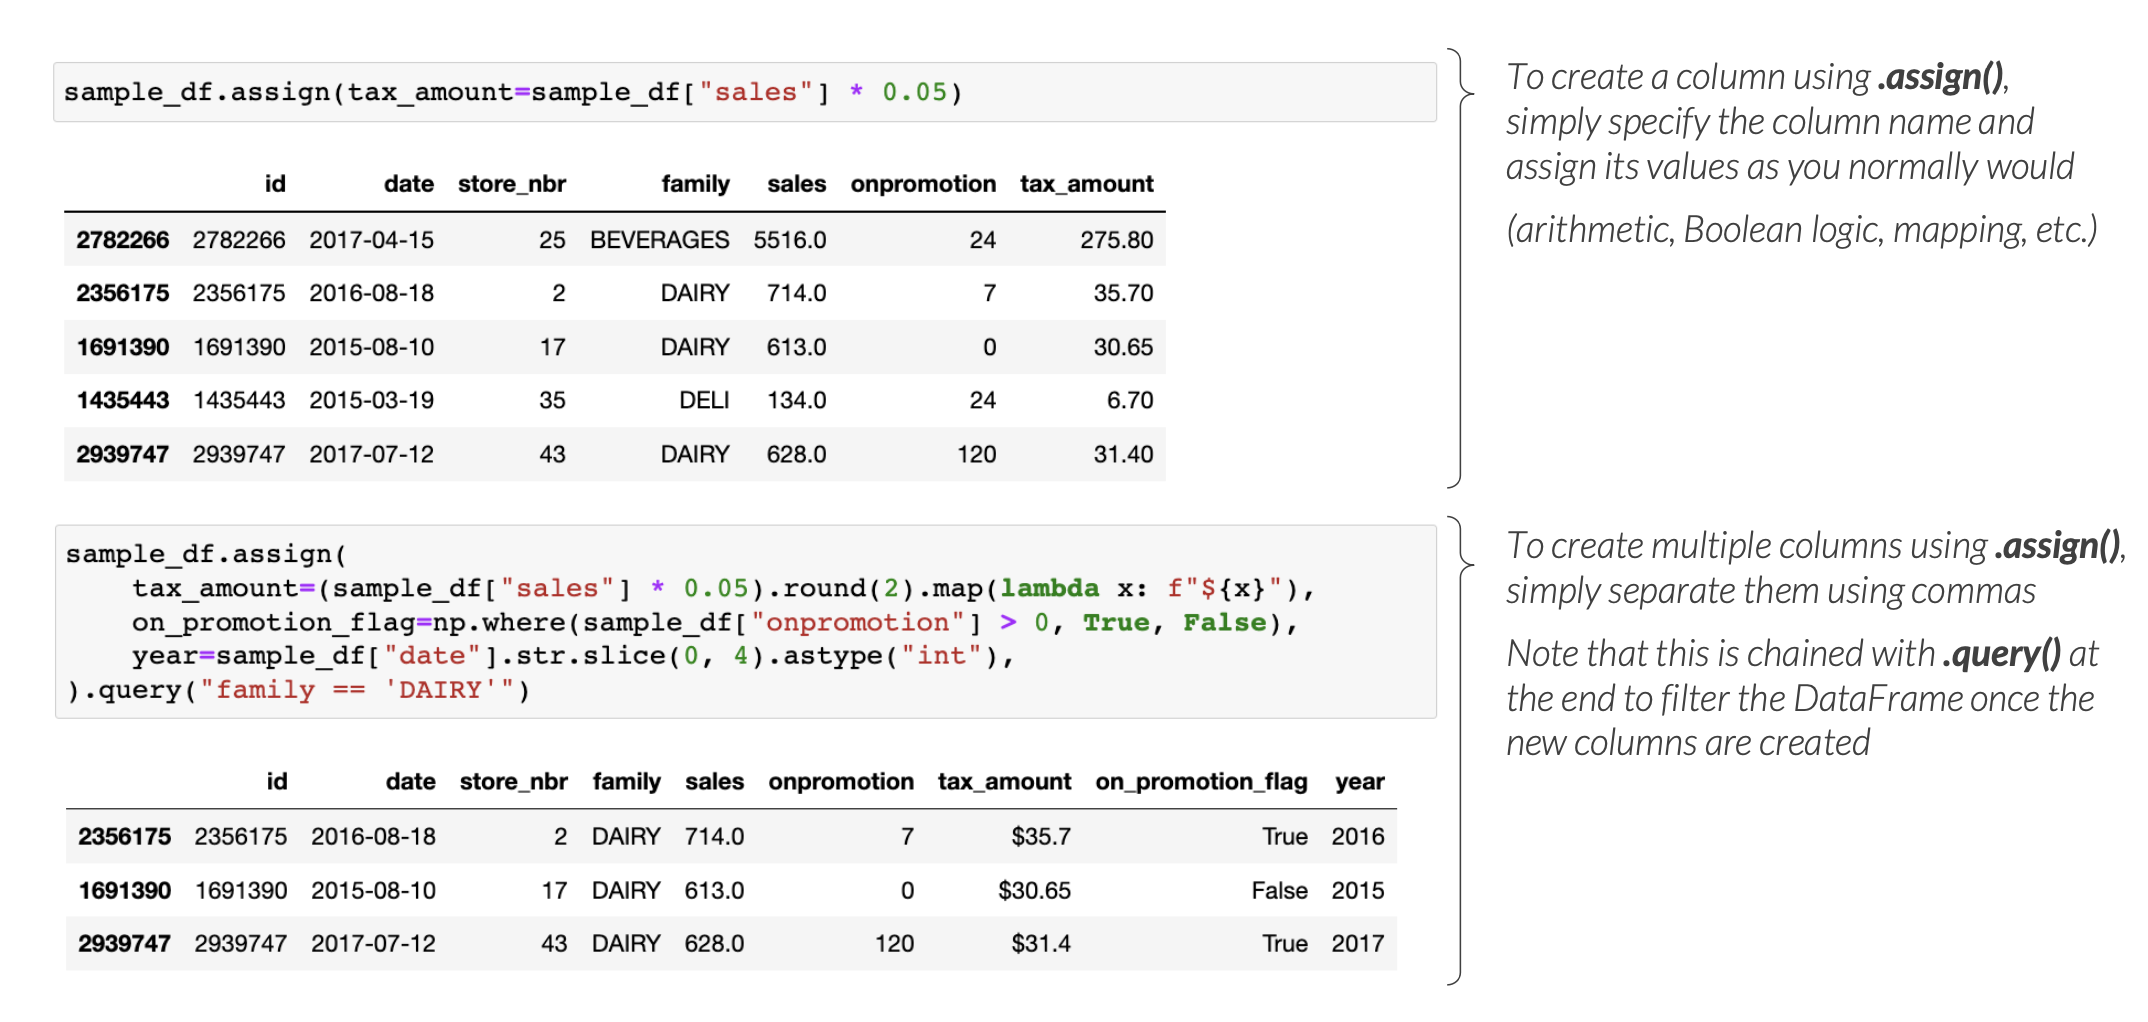 sample_df.assign(tax_amount=sample_df["sales"] * 0.05)
id date store_nbr family sales onpromotion tax_amount
2782266 2782266 2017-04-15 25 BEVERAGES 5516.0 24 275.80
2356175 2356175 2016-08-18 2 DAIRY 714.0 7 35.70
1691390 1691390 2015-08-10 17 DAIRY 613.0 0 30.65
1435443 1435443 2015-03-19 35 DELI 134.0 24 6.70
2939747 2939747 2017-07-12 43 DAIRY 628.0 120 31.40
To create a column using .assign(),
simply specify the column name and
assign its values as you normally would
(arithmetic, Boolean logic, mapping, etc.)
sample_df.assign(
    tax_amount=(sample_df["sales"] * 0.05).round(2).map(lambda x: f"${x}"),
    on_promotion_flag=np.where(sample_df["onpromotion"] > 0, True, False),
    year=sample_df["date"].str.slice(0, 4).astype("int"),
).query("family == 'DAIRY'")
id date store_nbr family sales onpromotion tax_amount on_promotion_flag year
2356175 2356175 2016-08-18 2 DAIRY 714.0 7 $35.7 True 2016
1691390 1691390 2015-08-10 17 DAIRY 613.0 0 $30.65 False 2015
2939747 2939747 2017-07-12 43 DAIRY 628.0 120 $31.4 True 2017
To create multiple columns using .assign(),
simply separate them using commas
Note that this is chained with .query() at
the end to filter the DataFrame once the
new columns are created